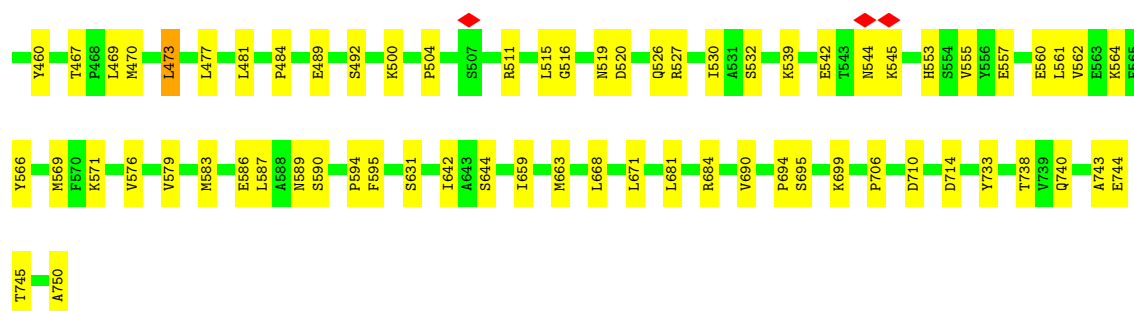 Y460 T467 P468 L469 M470 L473 L477 L481 P484 E489 S492 K500 P504 S507 R511 L515 G516 N519 D520 Q526 R527 I530 A531 S532 K539 E542 T543 N544 K545 H553 S554 V555 Y556 E557 E560 L561 V562 E563 K564
Y566 M569 F570 K571 V576 V579 M583 E586 L587 A588 N589 S590 P594 F595 S631 I642 A643 S644 I659 M663 L668 L671 L681 R684 V690 P694 S695 K699 P706 D710 D714 Y733 T738 V739 Q740 A743 E744
T745 A750